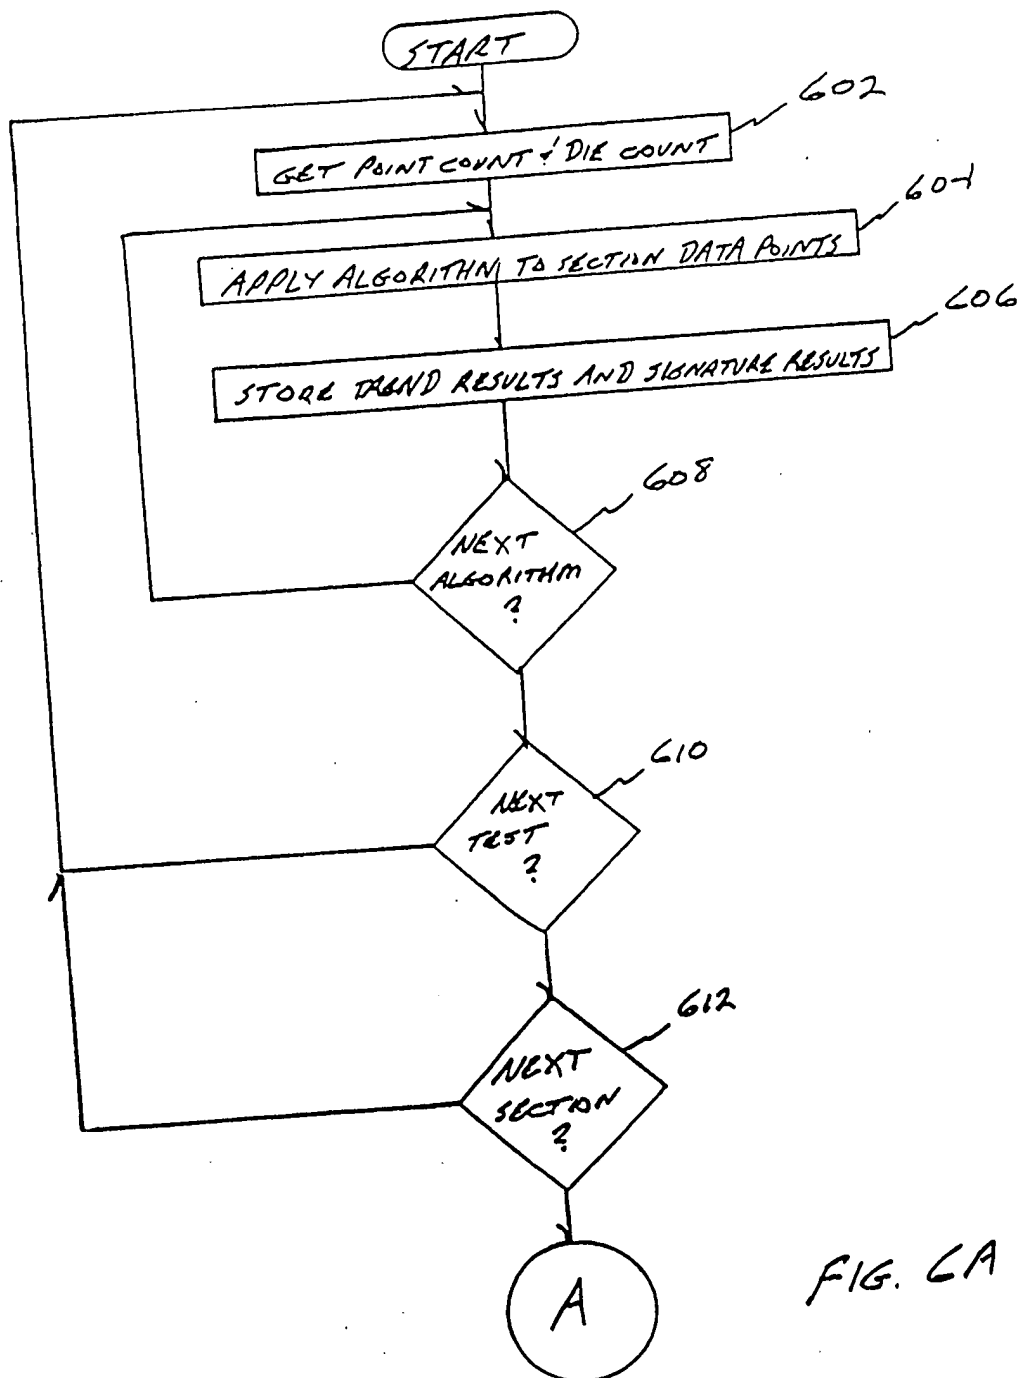 START
602
GET POINT COUNT & DIE COUNT
604
APPLY ALGORITHM TO SECTION DATA POINTS
606
STORE TREND RESULTS AND SIGNATURE RESULTS
608
NEXT
ALGORITHM
?
610
NEXT
TEST
?
612
NEXT
SECTION
?
A
FIG. 6A